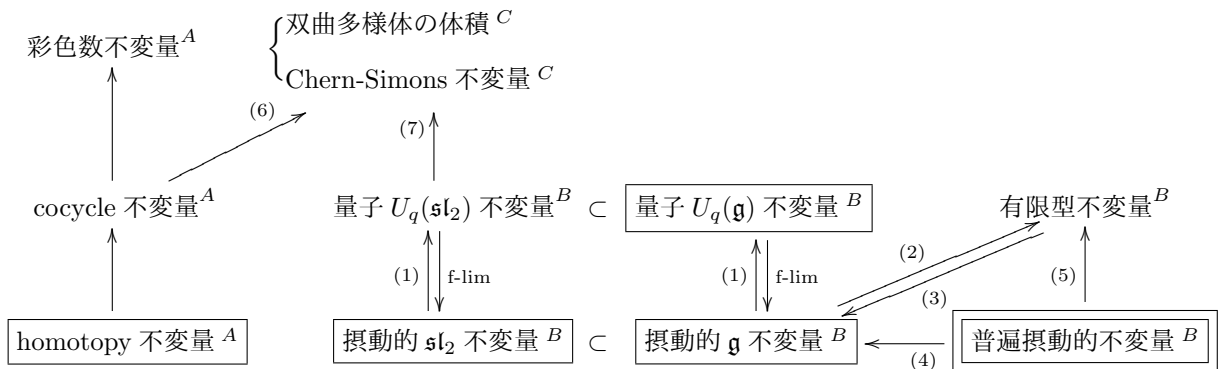 彩色数不変量^A
双曲多様体の体積 ^C
Chern-Simons 不変量 ^C
(6)
(7)
cocycle 不変量^A
量子 U_q(𝔰𝔩_2) 不変量^B ⊂ 量子 U_q(𝔤) 不変量 ^B
有限型不変量^B
(1) f-lim
(1) f-lim
(2)
(3)
(5)
homotopy 不変量 ^A
摂動的 𝔰𝔩_2 不変量 ^B ⊂ 摂動的 𝔤 不変量 ^B
(4)
普遍摂動的不変量 ^B